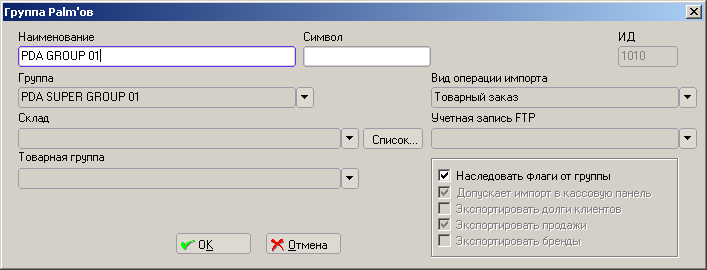 Группа Palm'ов
Наименование Символ ИД
PDA GROUP 01 1010
Группа Вид операции импорта
PDA SUPER GROUP 01 Товарный заказ
Склад Учетная запись FTP
Список...
Товарная группа
Наследовать флаги от группы
Допускает импорт в кассовую панель
Экспортировать долги клиентов
Экспортировать продажи
Экспортировать бренды
OK Отмена